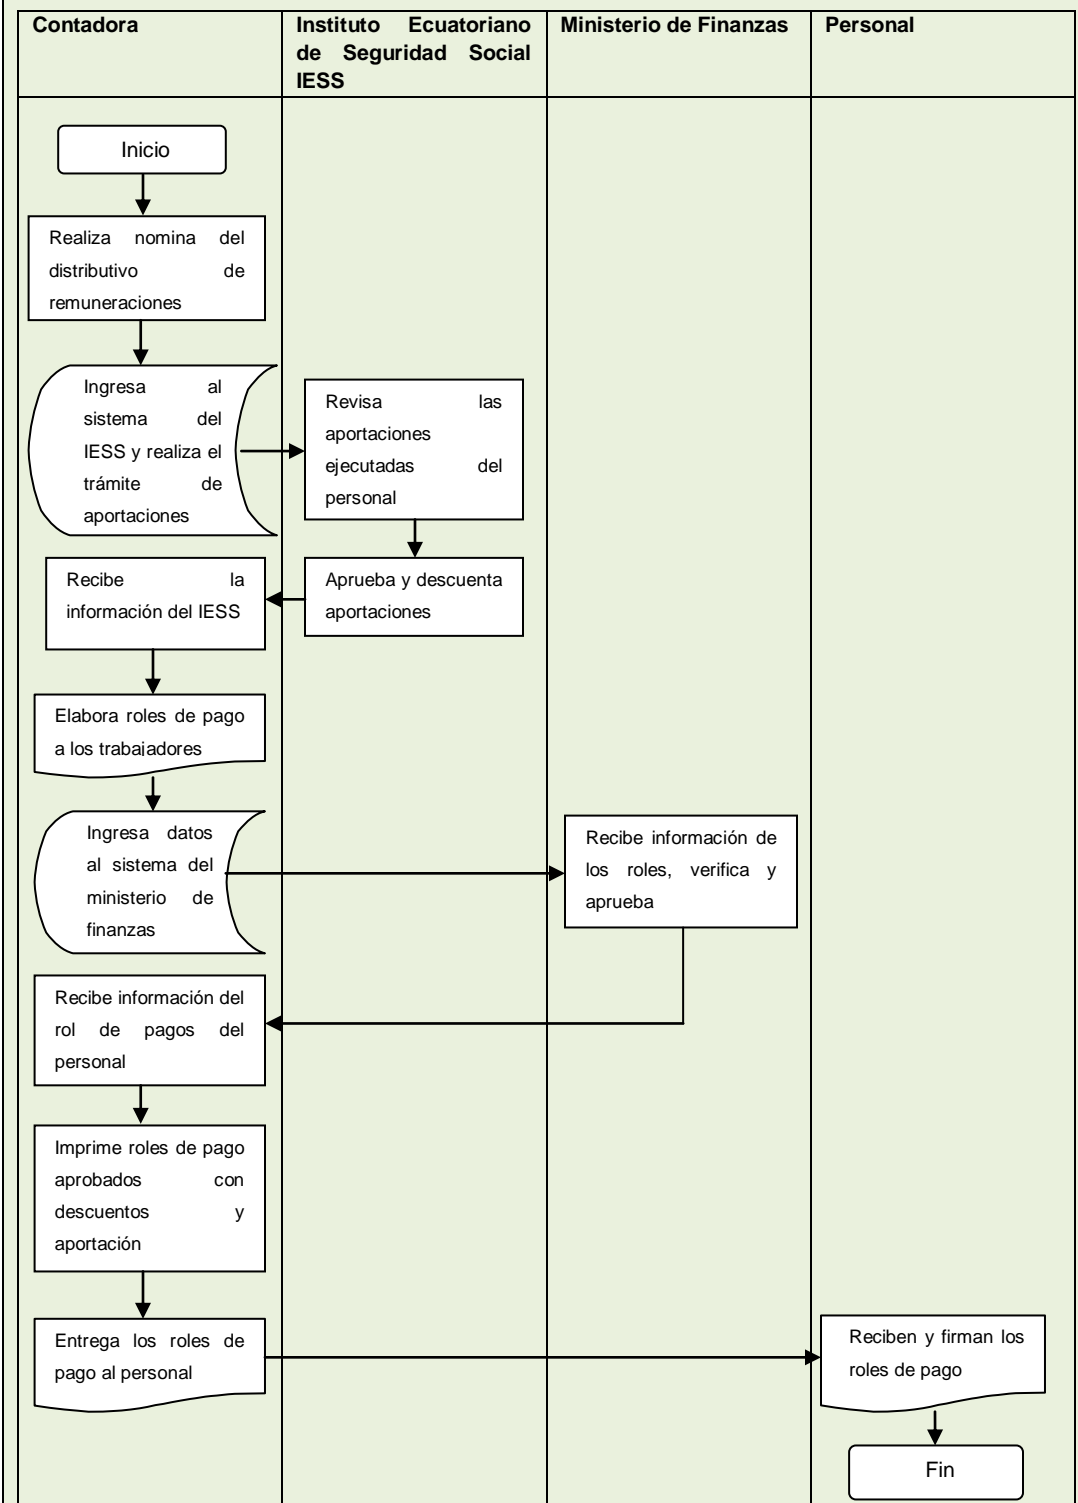 Contadora
Instituto Ecuatoriano
de Seguridad Social
IESS
Ministerio de Finanzas
Personal
Inicio
Realiza nomina del
distributivo de
remuneraciones
Ingresa al
sistema del
IESS y realiza el
trámite de
aportaciones
Revisa las
aportaciones
ejecutadas del
personal
Aprueba y descuenta
aportaciones
Recibe la
información del IESS
Elabora roles de pago
a los trabajadores
Ingresa datos
al sistema del
ministerio de
finanzas
Recibe información de
los roles, verifica y
aprueba
Recibe información del
rol de pagos del
personal
Imprime roles de pago
aprobados con
descuentos y
aportación
Entrega los roles de
pago al personal
Reciben y firman los
roles de pago
Fin